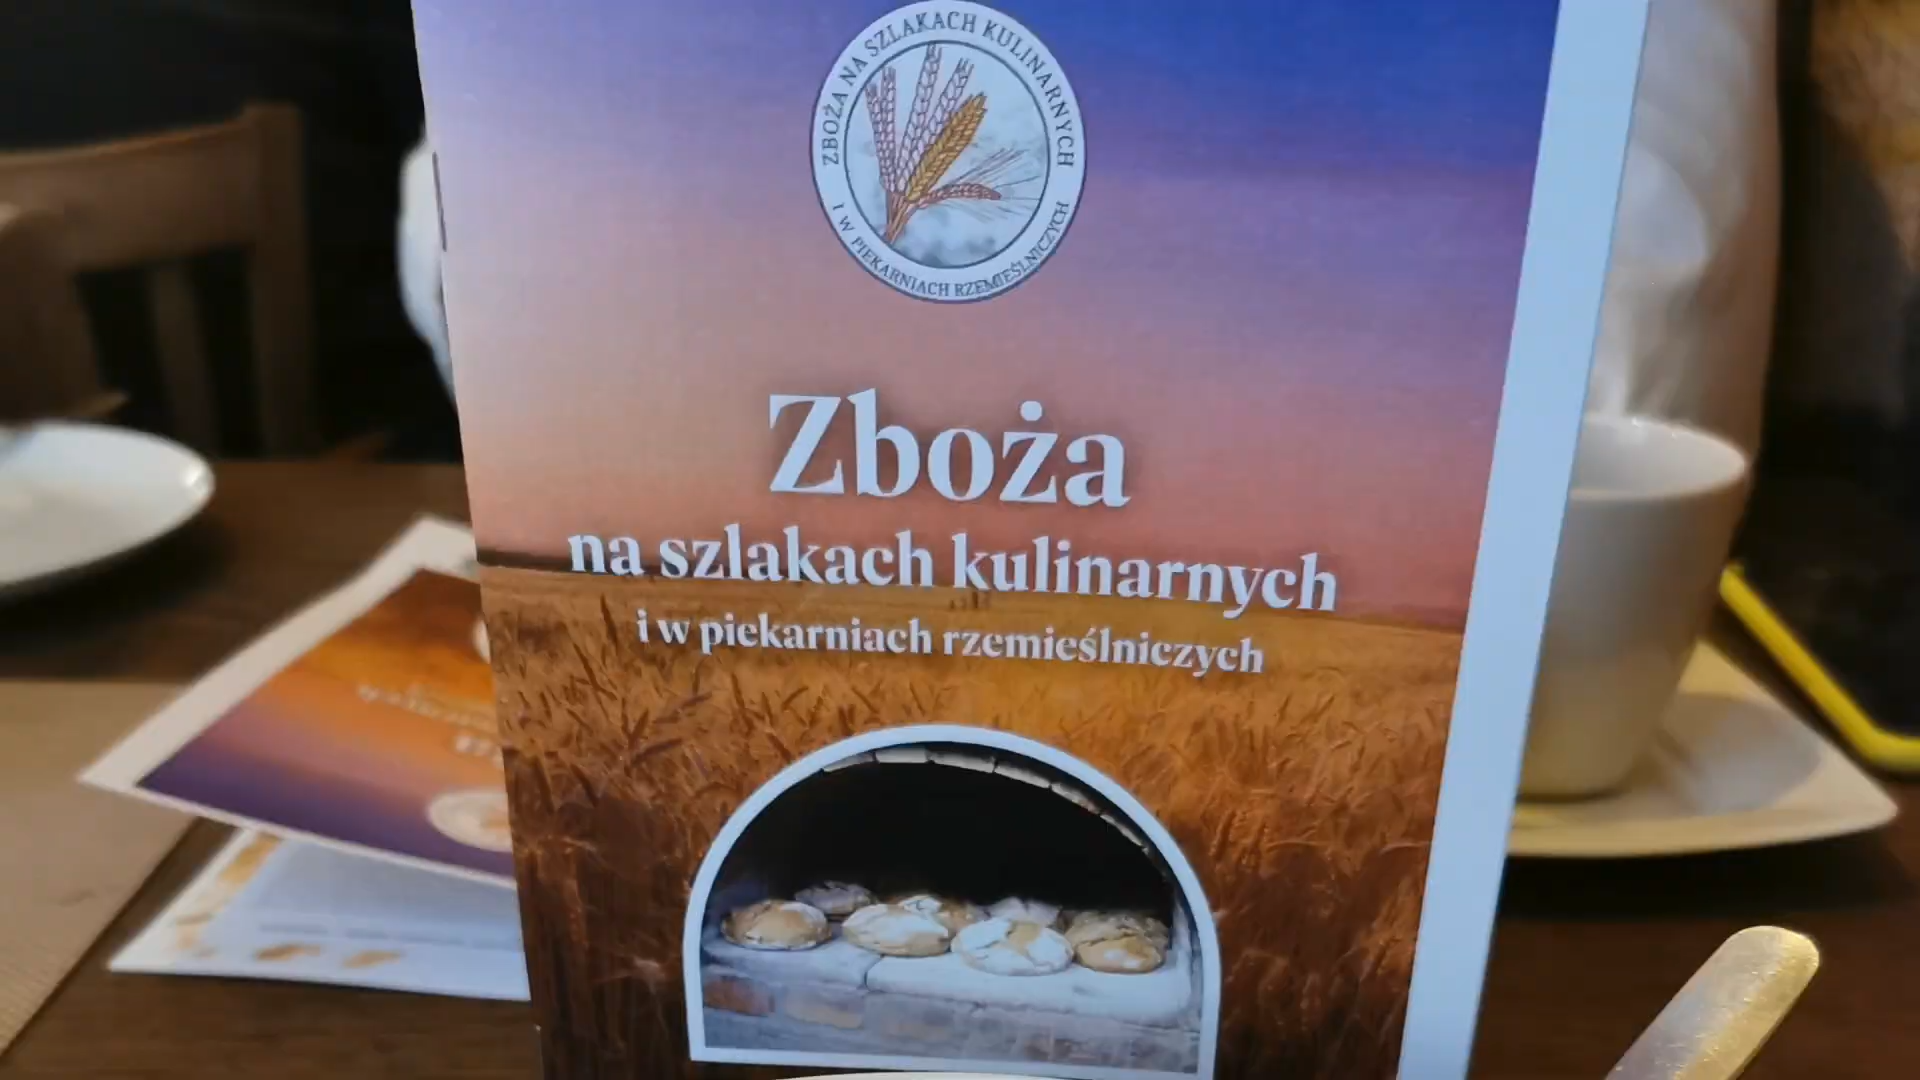 ZBOŻA NA SZLAKACH KULINARNYCH
I W PIEKARNIACH RZEMIEŚLNICZYCH
Zboża
na szlakach kulinarnych
i w piekarniach rzemieślniczych